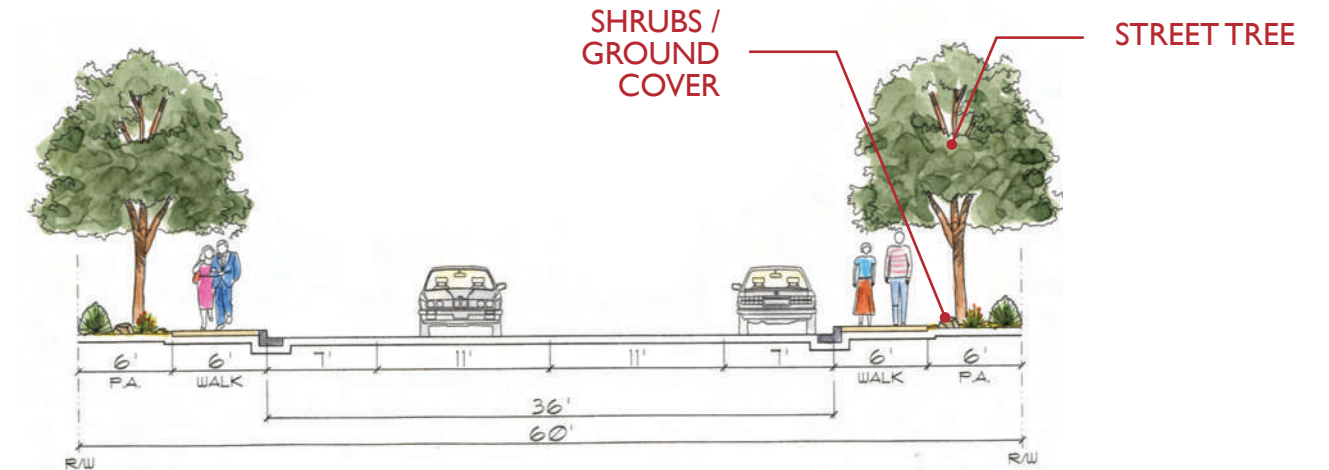 SHRUBS /
GROUND
COVER
STREET TREE
6' 6' 7' 11' 11' 7' 6' 6'
P.A. WALK WALK P.A.
36'
60'
R/W R/W